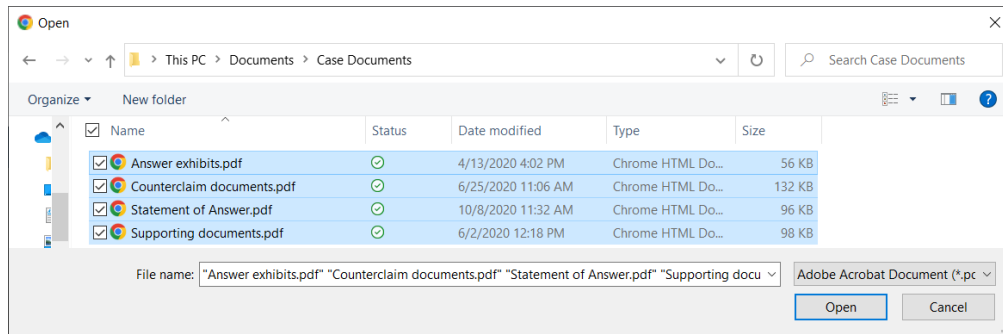 Open
This PC > Documents > Case Documents
Search Case Documents
Organize New folder
Name Status Date modified Type Size
Answer exhibits.pdf 4/13/2020 4:02 PM Chrome HTML Do... 56 KB
Counterclaim documents.pdf 6/25/2020 11:06 AM Chrome HTML Do... 132 KB
Statement of Answer.pdf 10/8/2020 11:32 AM Chrome HTML Do... 96 KB
Supporting documents.pdf 6/2/2020 12:18 PM Chrome HTML Do... 98 KB
File name: "Answer exhibits.pdf" "Counterclaim documents.pdf" "Statement of Answer.pdf" "Supporting docu Adobe Acrobat Document (*.pc
Open Cancel